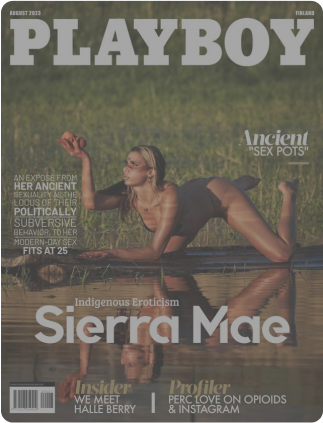 AUGUST 2023
FINLAND
PLAYBOY
Ancient
"SEX POTS"
AN EXPOSE FROM
HER ANCIENT
SEXUALITY AS THE
LOCUS OF THEIR
POLITICALLY
SUBVERSIVE
BEHAVIOR, TO HER
MODERN-DAY SEX
FITS AT 25
Indigenous Eroticism
Sierra Mae
Insider
WE MEET
HALLE BERRY
Profiler
PERC LOVE ON OPIOIDS
& INSTAGRAM